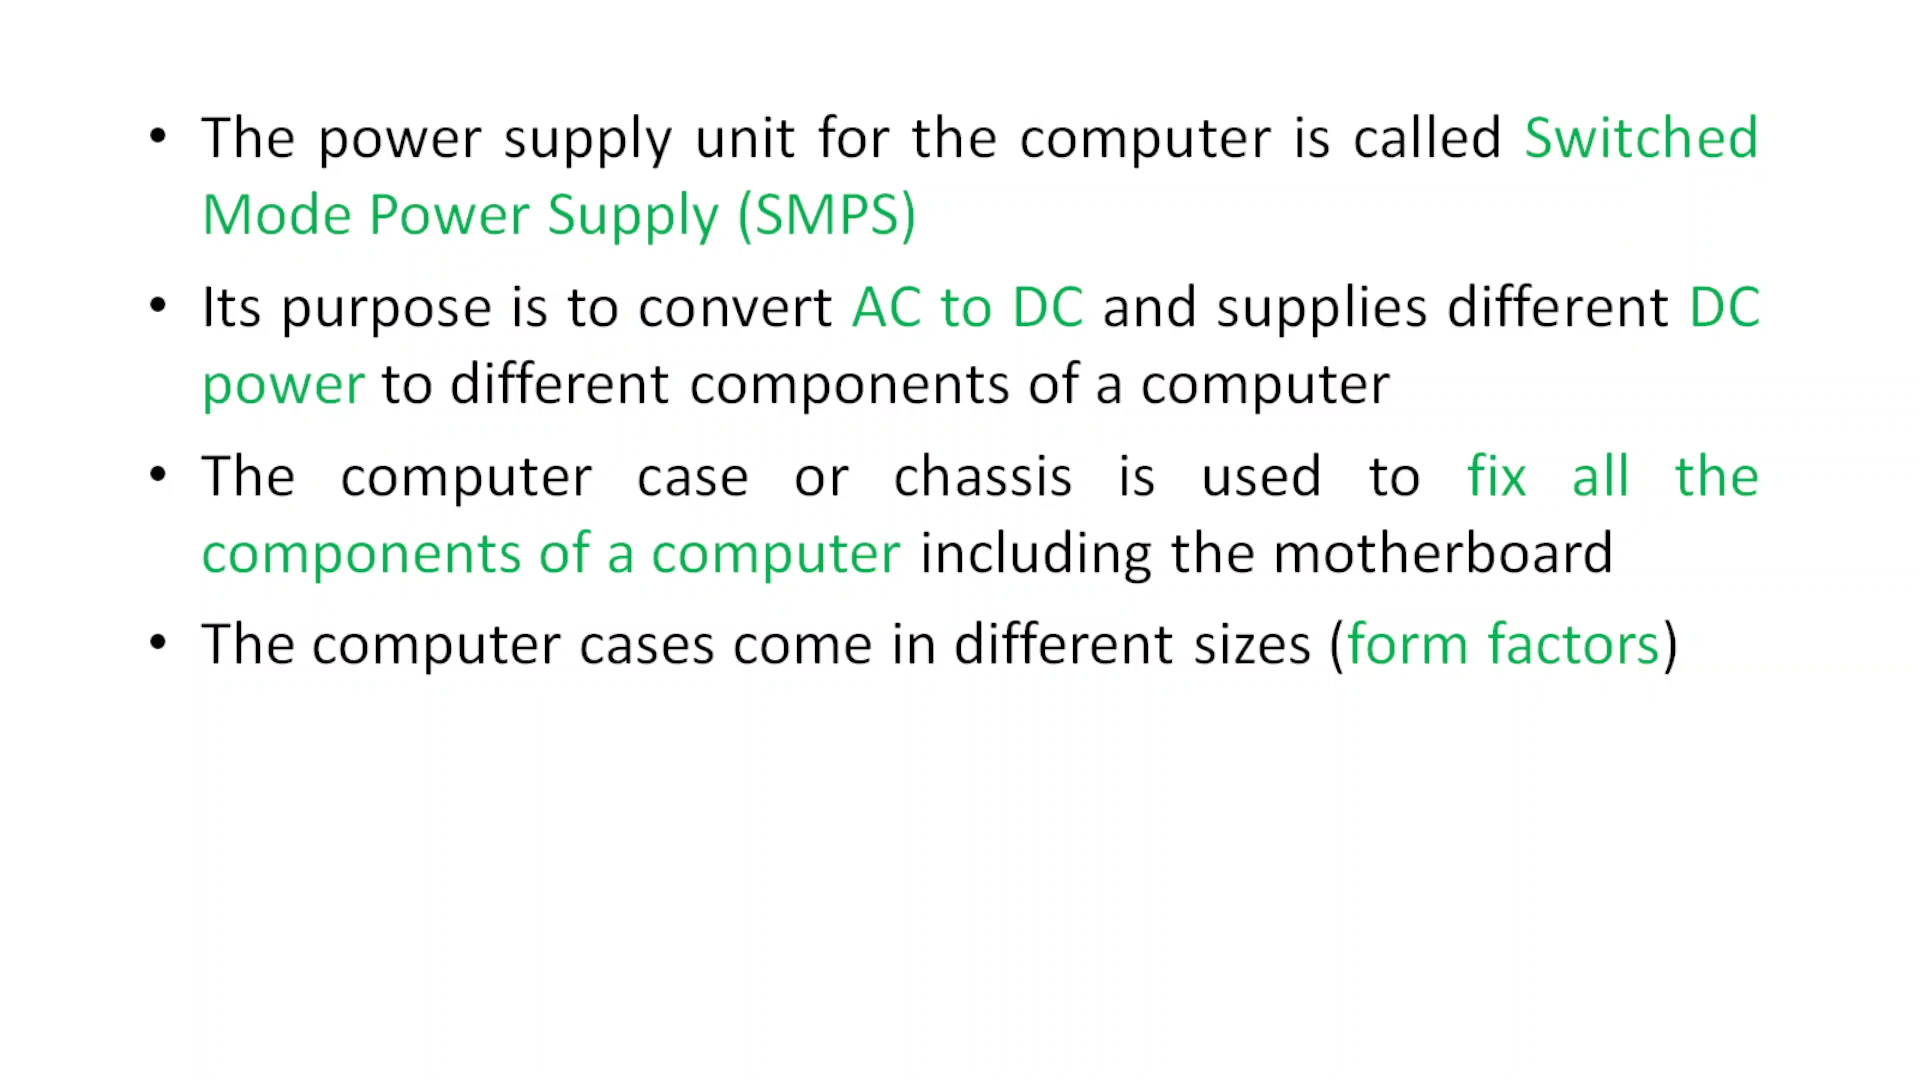 • The power supply unit for the computer is called Switched
Mode Power Supply (SMPS)
• Its purpose is to convert AC to DC and supplies different DC
power to different components of a computer
• The computer case or chassis is used to fix all the
components of a computer including the motherboard
• The computer cases come in different sizes (form factors)